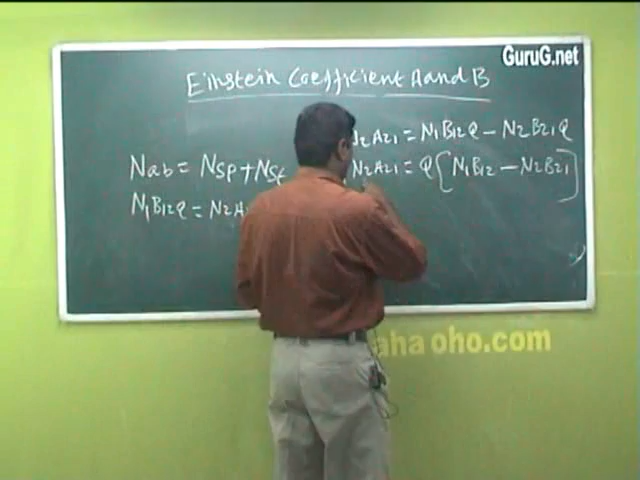 GuruG.net
Einstein Coefficient A and B
N2A21 = N1B12Q - N2B21Q
Nab = Nsp + Nst
N2A21 = Q[N1B12 - N2B21]
N1B12Q = N2A
aha oho.com